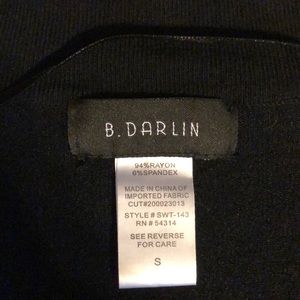 B.DARLIN
94%RAYON
6%SPANDEX
MADE IN CHINA OF
IMPORTED FABRIC
CUT#200023013
STYLE # SWT-143
RN # 54314
SEE REVERSE
FOR CARE
S